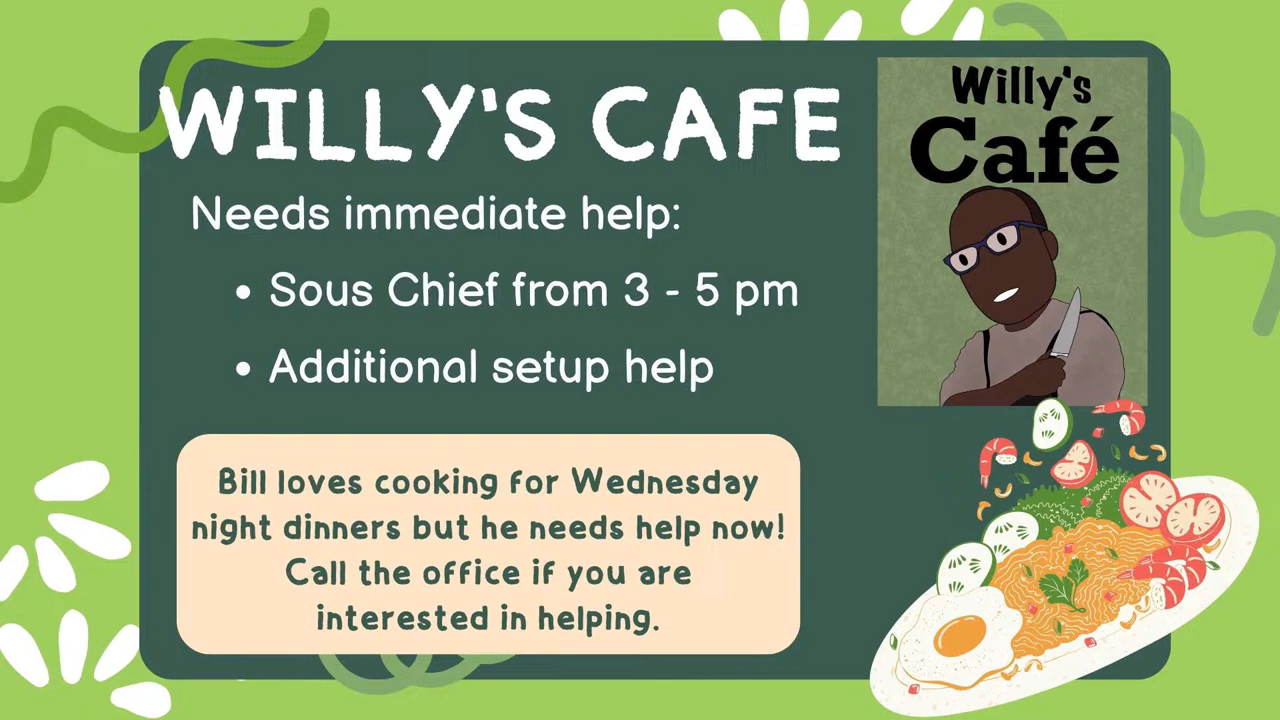 WILLY'S CAFE
Needs immediate help:
• Sous Chief from 3 - 5 pm
• Additional setup help
Bill loves cooking for Wednesday
night dinners but he needs help now!
Call the office if you are
interested in helping.
Willy's
Café